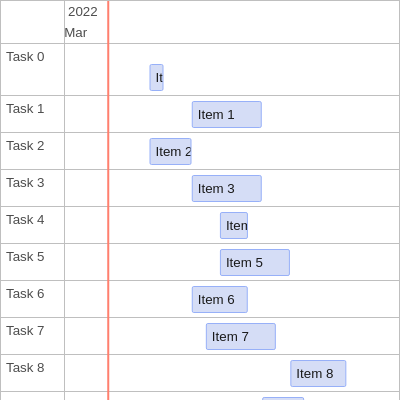 2022
Mar
Task 0
It
Task 1
Item 1
Task 2
Item 2
Task 3
Item 3
Task 4
Item
Task 5
Item 5
Task 6
Item 6
Task 7
Item 7
Task 8
Item 8